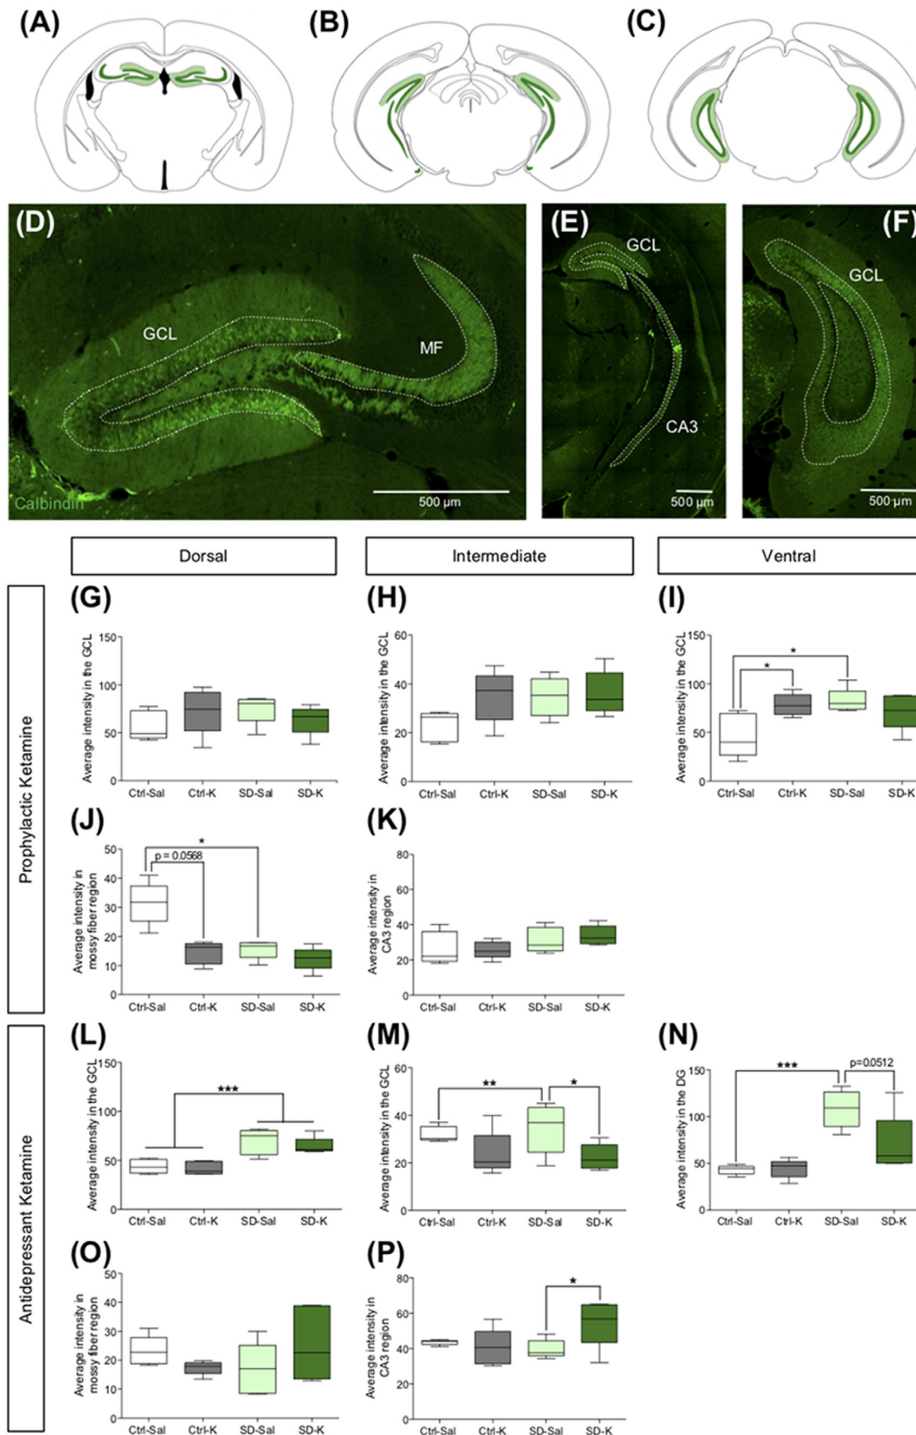 (A) (B) (C)
(D) (E) (F)
GCL
MF
Calbindin
500 µm
GCL
CA3
500 µm
GCL
500 µm
Dorsal Intermediate Ventral
Prophylactic Ketamine
(G)
Average intensity in the GCL
150
100
50
0
Ctrl-Sal Ctrl-K SD-Sal SD-K
(H)
Average intensity in the GCL
60
40
20
0
Ctrl-Sal Ctrl-K SD-Sal SD-K
(I)
Average intensity in the GCL
150
100
50
0
*
*
Ctrl-Sal Ctrl-K SD-Sal SD-K
(J)
Average intensity in
mossy fiber region
50
40
30
20
10
0
*
p = 0.0568
Ctrl-Sal Ctrl-K SD-Sal SD-K
(K)
Average intensity in
CA3 region
80
60
40
20
0
Ctrl-Sal Ctrl-K SD-Sal SD-K
Antidepressant Ketamine
(L)
Average intensity in the GCL
150
100
50
0
***
Ctrl-Sal Ctrl-K SD-Sal SD-K
(M)
Average intensity in the GCL
60
40
20
0
**
*
Ctrl-Sal Ctrl-K SD-Sal SD-K
(N)
Average intensity in the DG
150
100
50
0
***
p=0.0512
Ctrl-Sal Ctrl-K SD-Sal SD-K
(O)
Average intensity in
mossy fiber region
50
40
30
20
10
0
Ctrl-Sal Ctrl-K SD-Sal SD-K
(P)
Average intensity in
CA3 region
80
60
40
20
0
*
Ctrl-Sal Ctrl-K SD-Sal SD-K